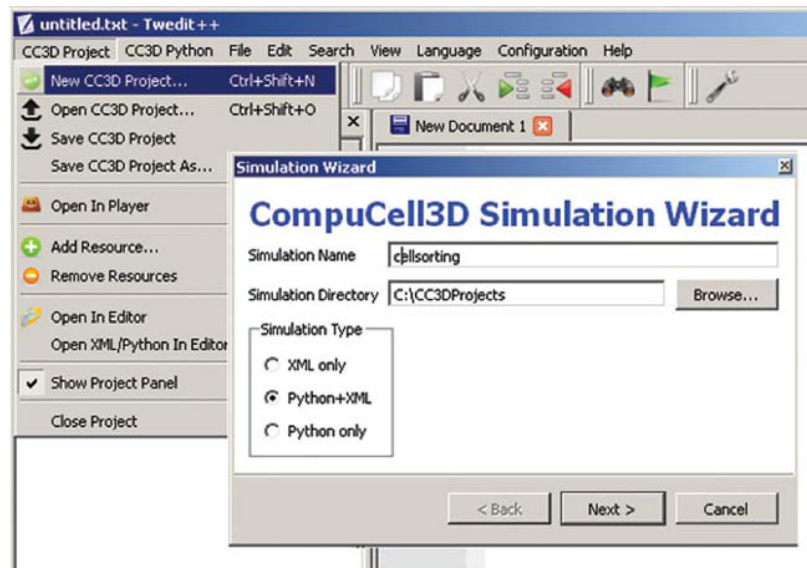 untitled.txt - Twedit++
CC3D Project CC3D Python File Edit Search View Language Configuration Help
New CC3D Project... Ctrl+Shift+N
Open CC3D Project... Ctrl+Shift+O
Save CC3D Project
Save CC3D Project As...
Open In Player
Add Resource...
Remove Resources
Open In Editor
Open XML/Python In Editor
Show Project Panel
Close Project
New Document 1
Simulation Wizard
CompuCell3D Simulation Wizard
Simulation Name cellsorting
Simulation Directory C:\CC3DProjects Browse...
Simulation Type
XML only
Python+XML
Python only
< Back Next > Cancel